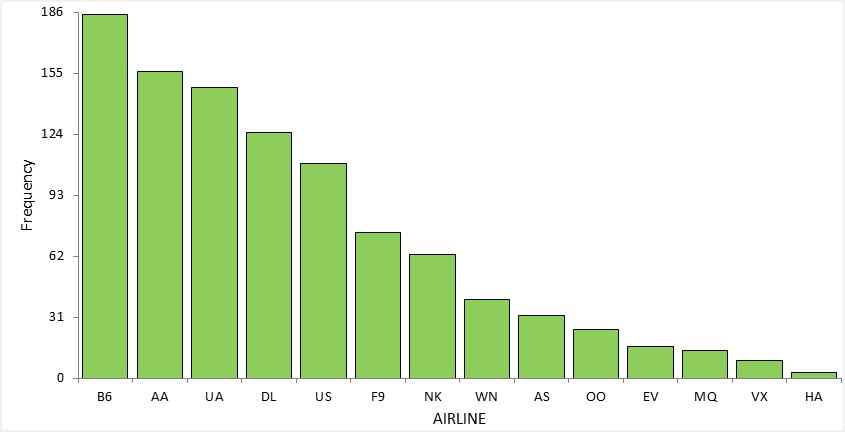 186
155
124
93
62
31
0
Frequency
B6 AA UA DL US F9 NK WN AS OO EV MQ VX HA
AIRLINE